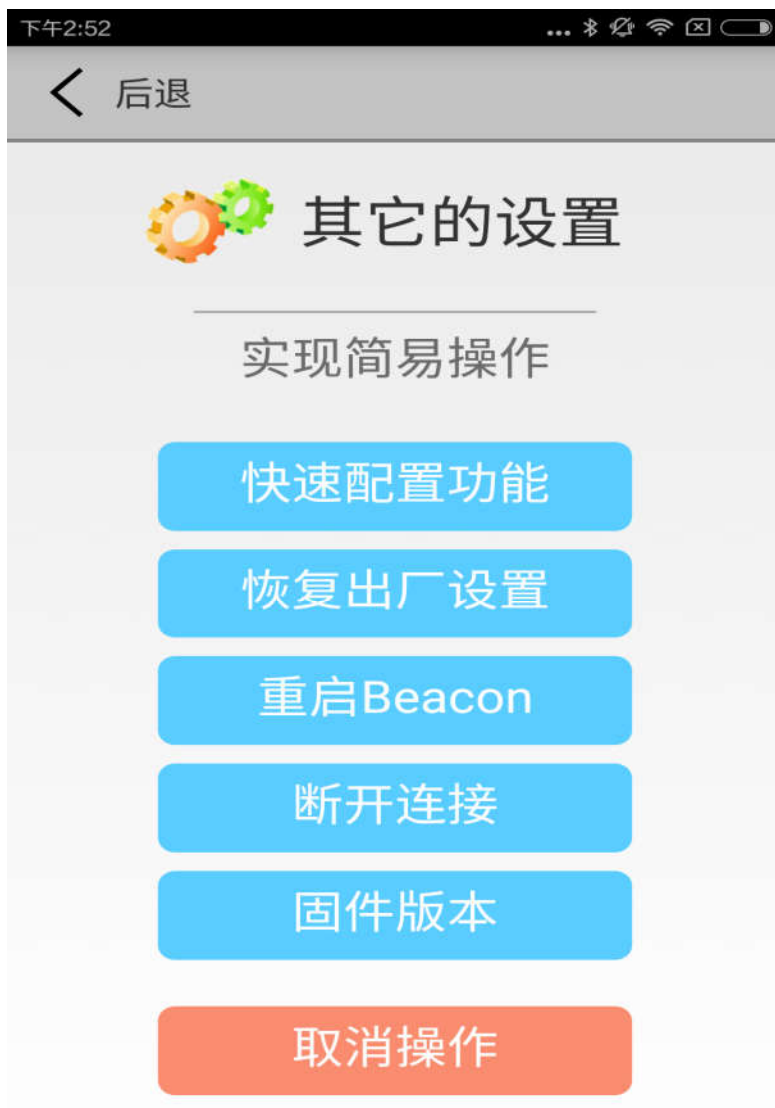 下午2:52
后退
其它的设置
实现简易操作
快速配置功能
恢复出厂设置
重启Beacon
断开连接
固件版本
取消操作